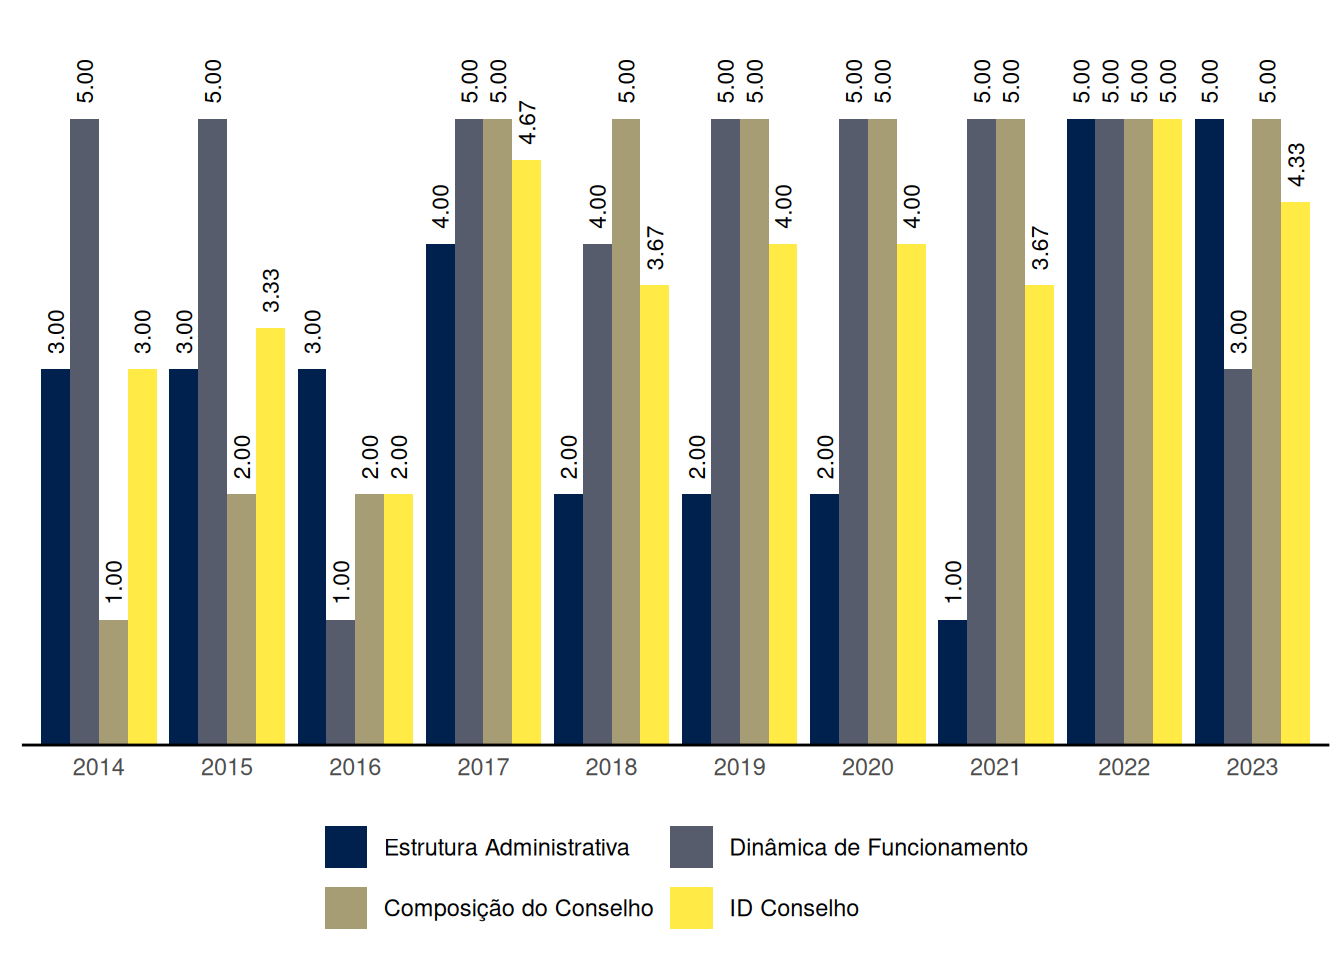 3.00 5.00 1.00 3.00 3.00 5.00 2.00 3.33 3.00 1.00 2.00 2.00 4.00 5.00 5.00 4.67 2.00 4.00 5.00 3.67 2.00 5.00 5.00 4.00 2.00 5.00 5.00 4.00 1.00 5.00 5.00 3.67 5.00 5.00 5.00 5.00 5.00 3.00 5.00 4.33
2014 2015 2016 2017 2018 2019 2020 2021 2022 2023
Estrutura Administrativa Dinâmica de Funcionamento
Composição do Conselho ID Conselho